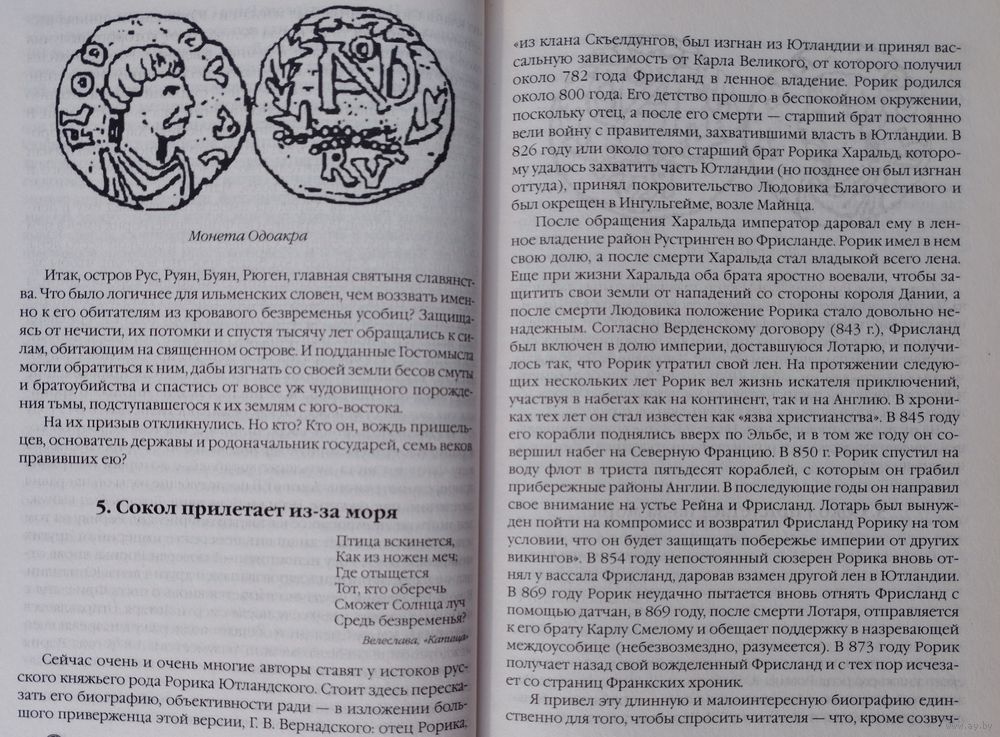 Монета Одоакра
Итак, остров Рус, Руян, Буян, Рюген, главная святыня славянст-
ва. Что было логичнее для ильменских словен, чем воззвать имен-
но к его обитателям из кровавого безвременья усобиц? Защища-
ясь от нечисти, их потомки и спустя тысячу лет обращались к си-
лам, обитающим на священном острове. И подданные Гостомысла
могли обратиться к ним, дабы изгнать со своей земли бесов смуты
и братоубийства и спастись от вовсе уж чудовищного порожде-
ния тьмы, подступавшегося к их землям с юго-востока.
На их призыв откликнулись. Но кто? Кто он, вождь пришель-
цев, основатель державы и родоначальник государей, семь веков
правивших ею?
5. Сокол прилетает из-за моря
Птица вскинется,
Как из ножен меч;
Где отыщется
Тот, кто оберечь
Сможет Солнца луч
Средь безвременья?
Велеслава, «Капища»
Сейчас очень и очень многие авторы ставят у истоков рус-
ского княжьего рода Рорика Ютландского. Стоит здесь переска-
зать его биографию, объективности ради — в изложении боль-
шого приверженца этой версии, Г. В. Вернадского: отец Рорика,
«из клана Скъелдунгов, был изгнан из Ютландии и принял вас-
сальную зависимость от Карла Великого, от которого получил
около 782 года Фрисланд в ленное владение. Рорик родился
около 800 года. Его детство прошло в беспокойном окружении,
поскольку отец, а после его смерти — старший брат постоянно
вели войну с правителями, захватившими власть в Ютландии. В
826 году или около того старший брат Рорика Харальд, которо-
му удалось захватить часть Ютландии (но позднее он был изгнан
оттуда), принял покровительство Людовика Благочестивого и
был окрещен в Ингульгейме, возле Майнца.
После обращения Харальда император даровал ему в лен-
ное владение район Рустринген во Фрисланде. Рорик имел в нем
свою долю, а после смерти Харальда стал владыкой всего лена.
Еще при жизни Харальда оба брата яростно воевали, чтобы за-
щитить свои земли от нападений со стороны короля Дании, а
после смерти Людовика положение Рорика стало довольно не-
надежным. Согласно Верденскому договору (843 г.), Фрисланд
был включен в долю империи, доставшуюся Лотарю, и получи-
лось так, что Рорик утратил свой лен. На протяжении следую-
щих нескольких лет Рорик вел жизнь искателя приключений,
участвуя в набегах как на континент, так и на Англию. В хрони-
ках тех лет он стал известен как «язва христианства». В 845 году
его корабли поднялись вверх по Эльбе, и в том же году он со-
вершил набег на Северную Францию. В 850 г. Рорик спустил на
воду флот в триста пятьдесят кораблей, с которым он грабил
прибережные районы Англии. В последующие годы он направил
свое внимание на устье Рейна и Фрисланд. Лотарь был вынуж-
ден пойти на компромисс и возвратил Фрисланд Рорику на том
условии, что он будет защищать побережье империи от других
викингов». В 854 году непостоянный сюзерен Рорика вновь от-
нял у вассала Фрисланд, даровав взамен другой лен в Ютландии.
В 869 году Рорик неудачно пытается вновь отнять Фрисланд с
помощью датчан, в 869 году, после смерти Лотаря, отправляется
к его брату Карлу Смелому и обещает поддержку в назревающей
междоусобице (небезвозмездно, разумеется). В 873 году Рорик
получает назад свой вожделенный Фрисланд и с тех пор исчеза-
ет со страниц Франкских хроник.
Я привел эту длинную и малоинтересную биографию един-
ственно для того, чтобы спросить читателя — что, кроме созвуч-
www.ay.by